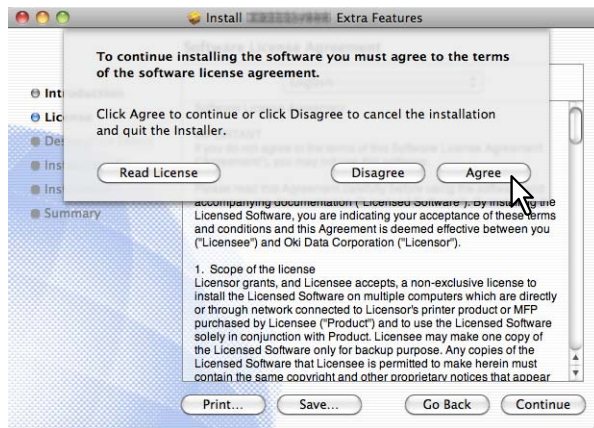 Install Extra Features
To continue installing the software you must agree to the terms
of the software license agreement.
Click Agree to continue or click Disagree to cancel the installation
and quit the Installer.
Read License
Disagree
Agree
Summary
accompanying documentation ("Licensed Software"). By installing the
Licensed Software, you are indicating your acceptance of these terms
and conditions and this Agreement is deemed effective between you
("Licensee") and Oki Data Corporation ("Licensor").
1. Scope of the license
Licensor grants, and Licensee accepts, a non-exclusive license to
install the Licensed Software on multiple computers which are directly
or through network connected to Licensor's printer product or MFP
purchased by Licensee ("Product") and to use the Licensed Software
solely in conjunction with Product. Licensee may make one copy of
the Licensed Software only for backup purpose. Any copies of the
Licensed Software that Licensee is permitted to make herein must
contain the same copyright and other proprietary notices that appear
Print...
Save...
Go Back
Continue